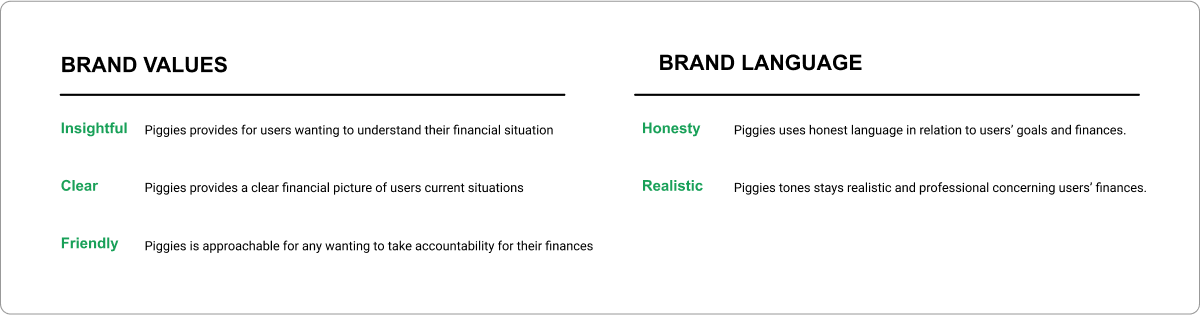 BRAND VALUES
Insightful Piggies provides for users wanting to understand their financial situation
Clear Piggies provides a clear financial picture of users current situations
Friendly Piggies is approachable for any wanting to take accountability for their finances
BRAND LANGUAGE
Honesty Piggies uses honest language in relation to users’ goals and finances.
Realistic Piggies tones stays realistic and professional concerning users’ finances.